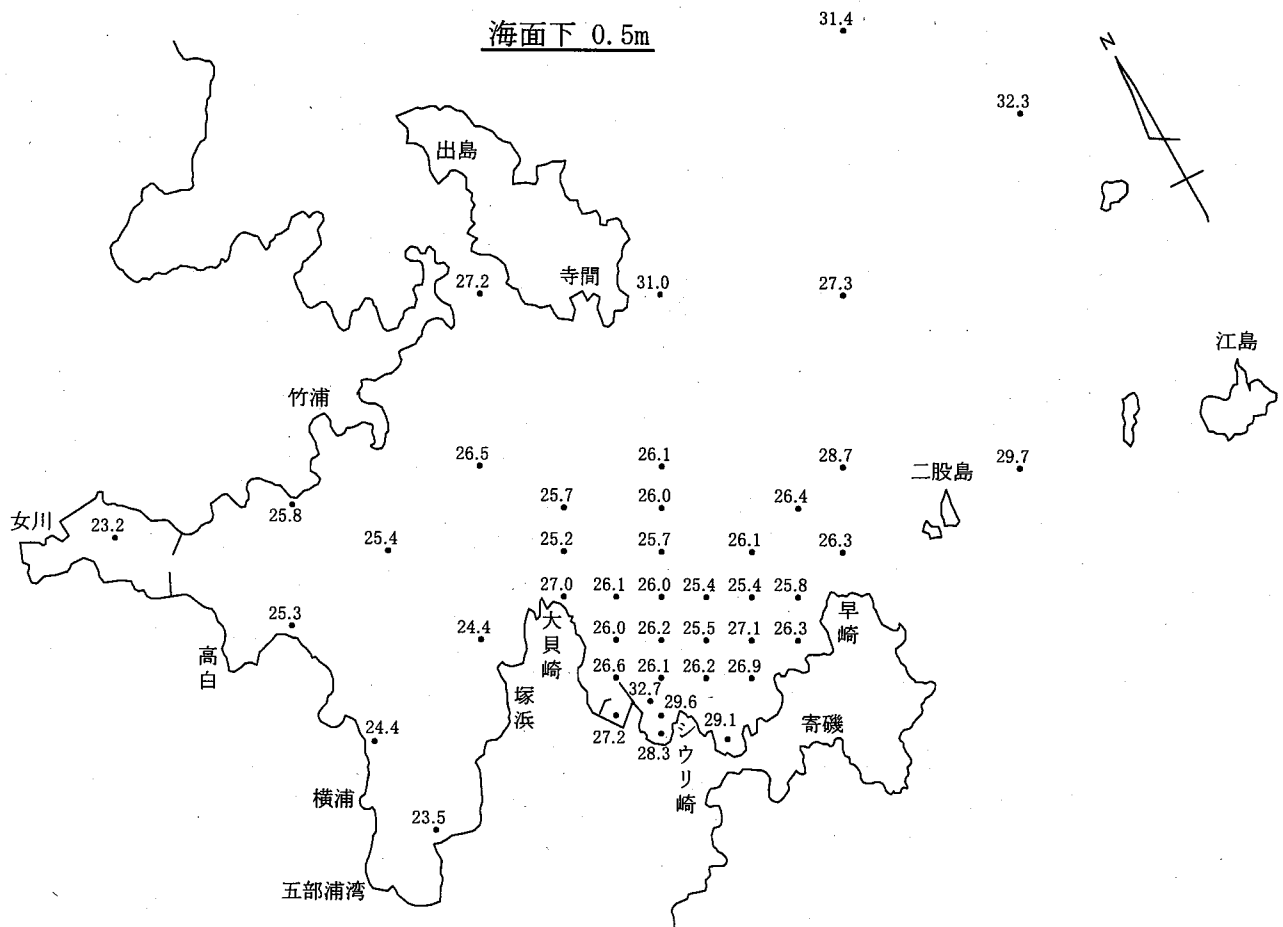 海面下 0.5m
31.4
32.3
N
出島
寺間
27.2
31.0
27.3
江島
竹浦
26.5
26.1
28.7
29.7
二股島
25.7
26.0
26.4
女川
23.2
25.8
25.4
25.2
25.7
26.1
26.3
27.0
26.1
26.0
25.4
25.4
25.8
25.3
24.4
大貝崎
26.0
26.2
25.5
27.1
26.3
早崎
高白
26.6
26.1
26.2
26.9
塚浜
32.7
29.6
29.1
寄磯
27.2
28.3
シウリ崎
24.4
横浦
23.5
五部浦湾